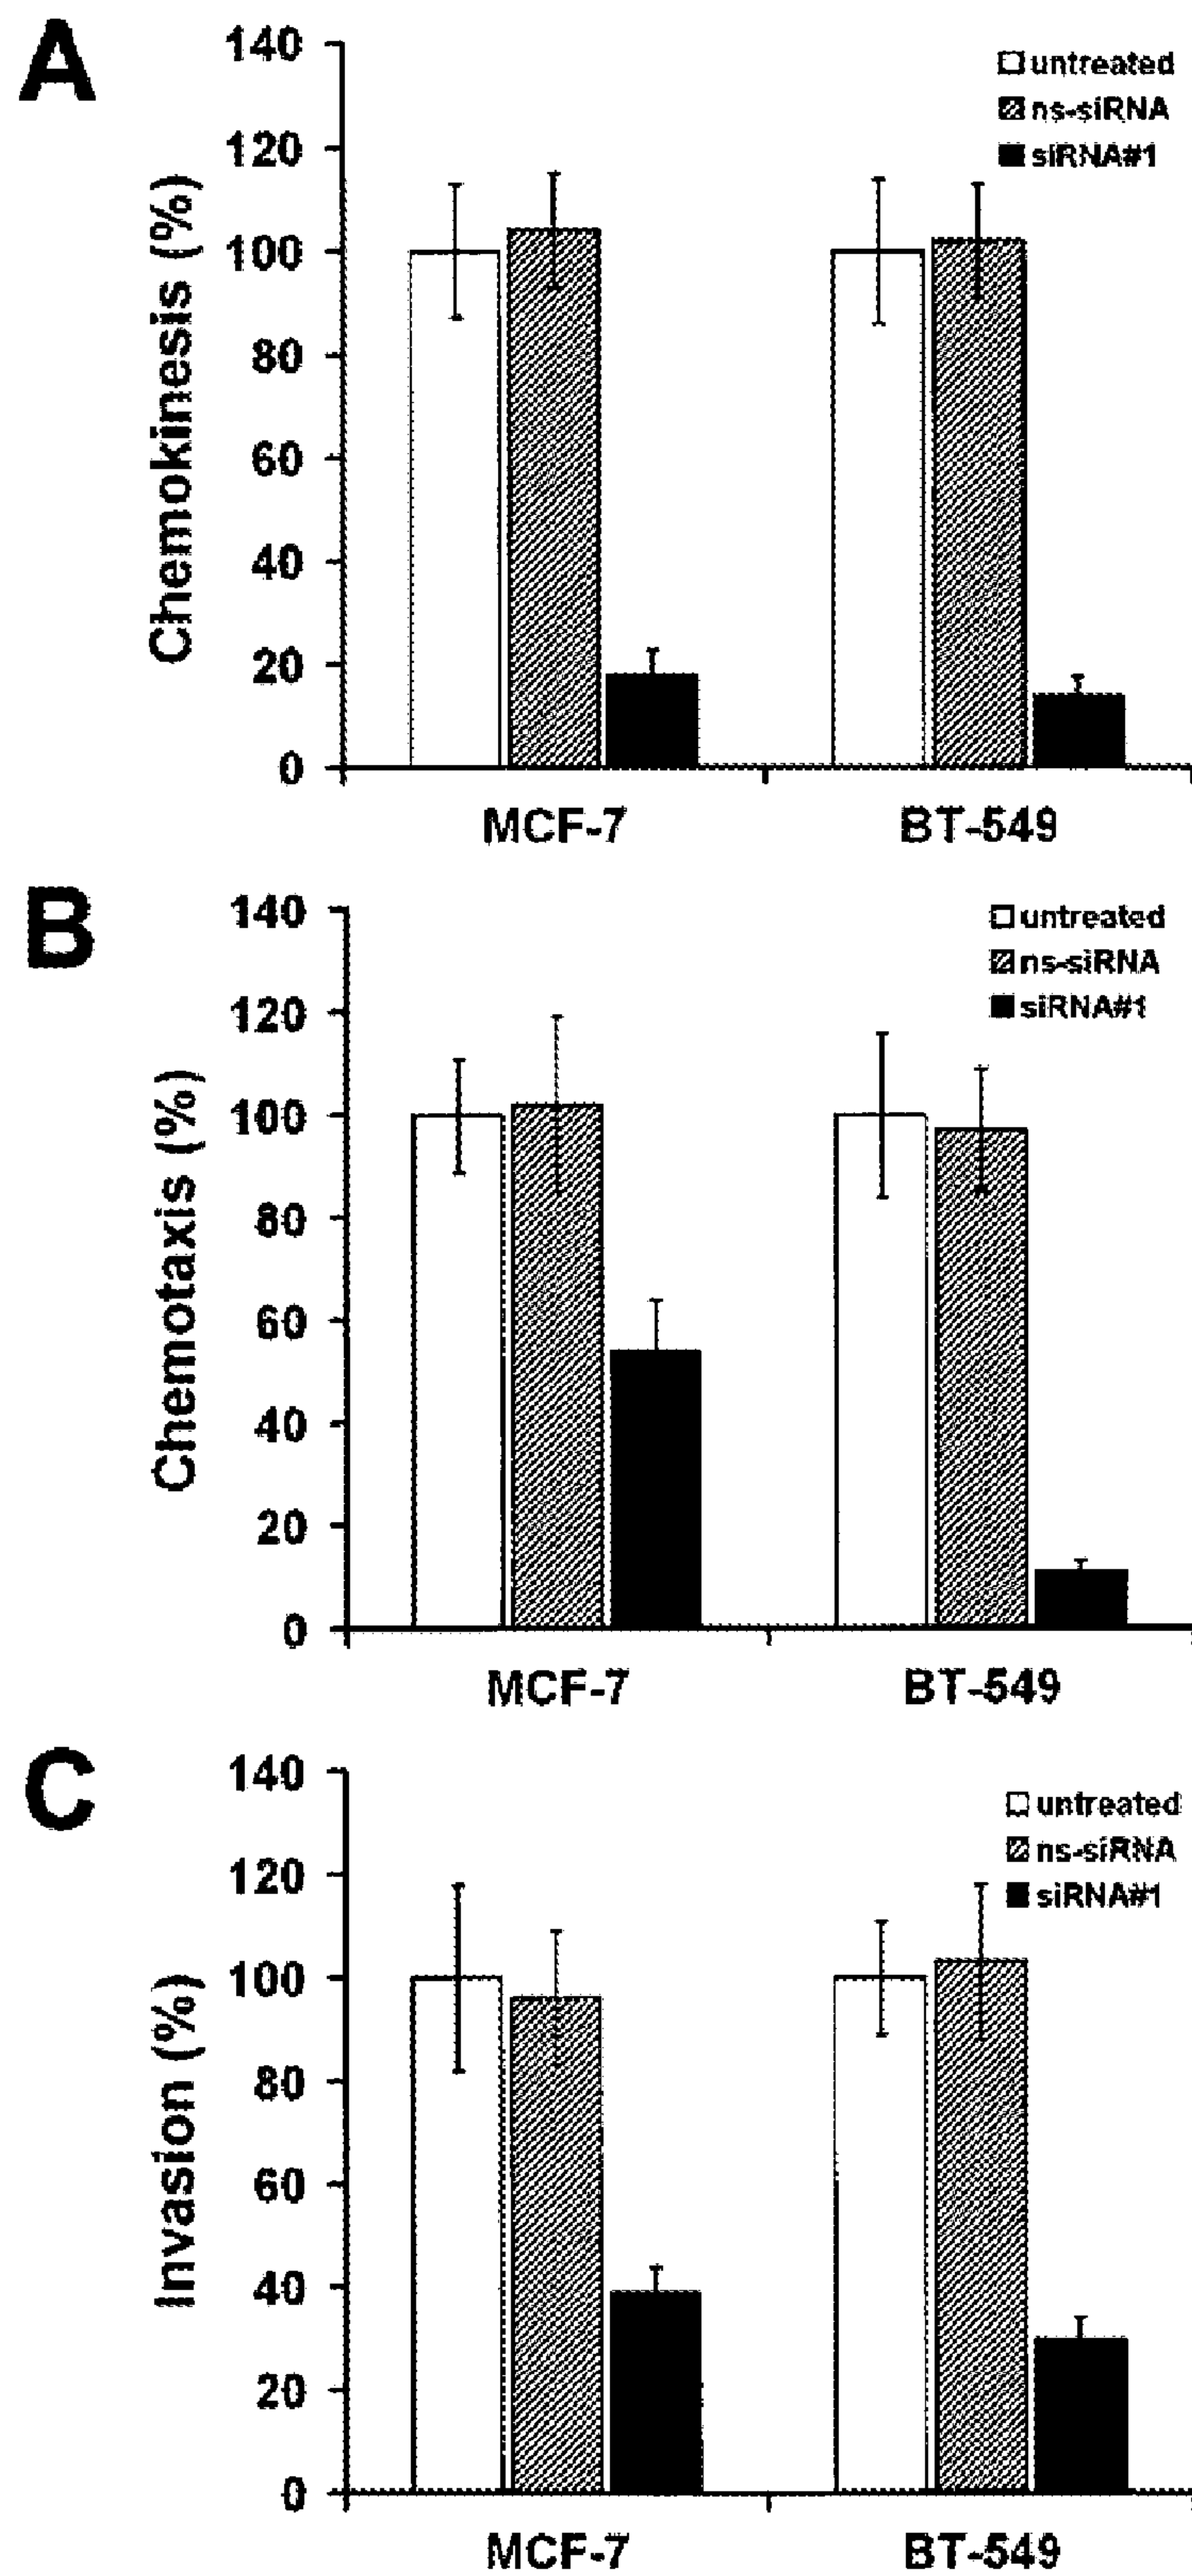 A
140
120
100
80
60
40
20
0
Chemokinesis (%)
untreated
ns-siRNA
siRNA#1
MCF-7
BT-549
B
140
120
100
80
60
40
20
0
Chemotaxis (%)
untreated
ns-siRNA
siRNA#1
MCF-7
BT-549
C
140
120
100
80
60
40
20
0
Invasion (%)
untreated
ns-siRNA
siRNA#1
MCF-7
BT-549